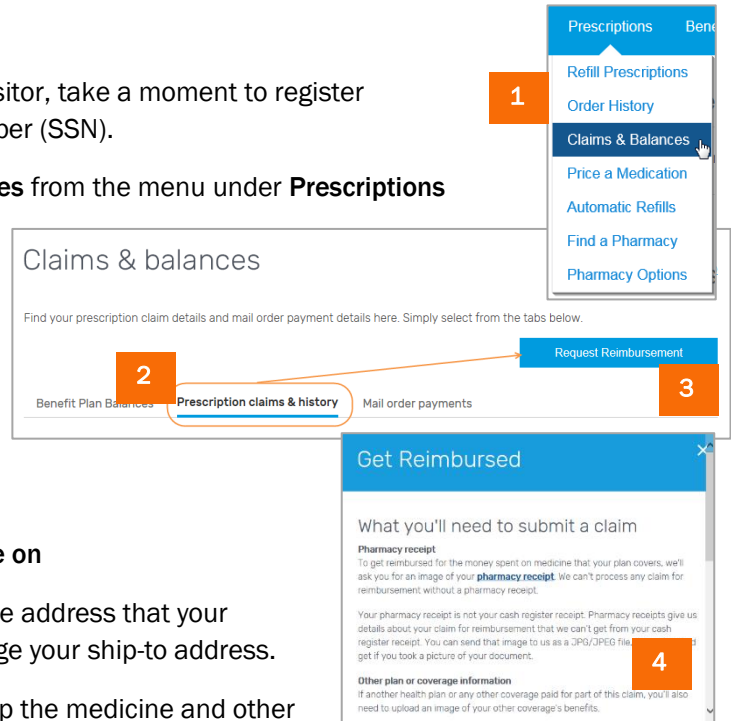 Prescriptions Bene
Refill Prescriptions
Order History
Claims & Balances
Price a Medication
Automatic Refills
Find a Pharmacy
Pharmacy Options
1
sitor, take a moment to register
ber (SSN).
es from the menu under Prescriptions
Claims & balances
Find your prescription claim details and mail order payment details here. Simply select from the tabs below.
Request Reimbursement
2
3
Benefit Plan Balances Prescription claims & history Mail order payments
Get Reimbursed
What you'll need to submit a claim
Pharmacy receipt
To get reimbursed for the money spent on medicine that your plan covers, we'll
ask you for an image of your pharmacy receipt. We can't process any claim for
reimbursement without a pharmacy receipt.
Your pharmacy receipt is not your cash register receipt. Pharmacy receipts give us
details about your claim for reimbursement that we can't get from your cash
register receipt. You can send that image to us as a JPG/JPEG file,
get if you took a picture of your document.
4
Other plan or coverage information
If another health plan or any other coverage paid for part of this claim, you'll also
need to upload an image of your other coverage's benefits.
e on
e address that your
ge your ship-to address.
p the medicine and other